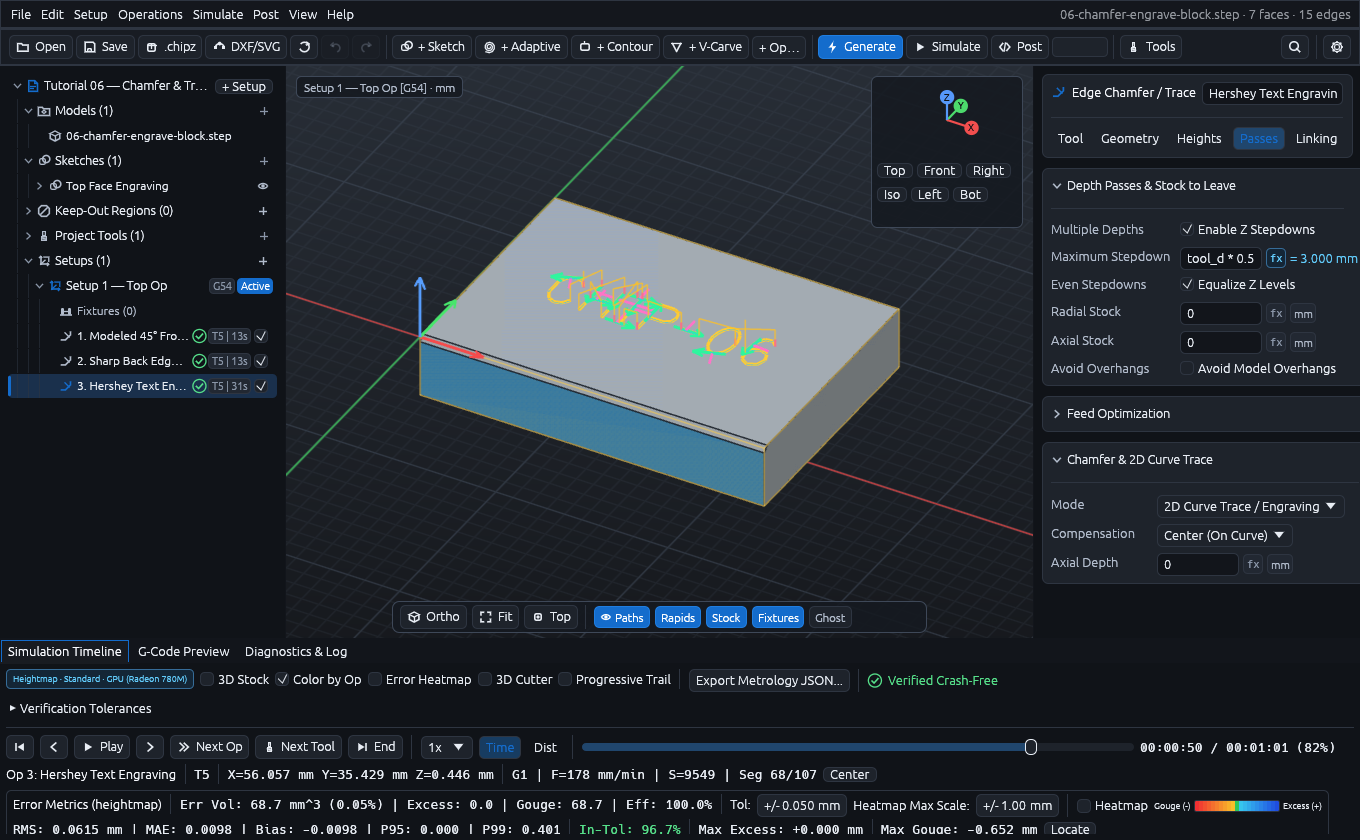 File Edit Setup Operations Simulate Post View Help 06-chamfer-engrave-block.step · 7 faces · 15 edges
Open Save .chipz DXF/SVG + Sketch + Adaptive + Contour + V-Carve + Op... Generate Simulate Post Tools
Tutorial 06 — Chamfer & Tr... + Setup
Models (1) +
06-chamfer-engrave-block.step
Sketches (1) +
Top Face Engraving
Keep-Out Regions (0) +
Project Tools (1) +
Setups (1) +
Setup 1 — Top Op G54 Active
Fixtures (0)
1. Modeled 45° Fro... T5 | 13s
2. Sharp Back Edg... T5 | 13s
3. Hershey Text En... T5 | 31s
Setup 1 — Top Op [G54] · mm
Z
Y
X
Top Front Right
Iso Left Bot
Ortho Fit Top Paths Rapids Stock Fixtures Ghost
Edge Chamfer / Trace Hershey Text Engravin
Tool Geometry Heights Passes Linking
Depth Passes & Stock to Leave
Multiple Depths Enable Z Stepdowns
Maximum Stepdown tool_d * 0.5 fx = 3.000 mm
Even Stepdowns Equalize Z Levels
Radial Stock 0 fx mm
Axial Stock 0 fx mm
Avoid Overhangs Avoid Model Overhangs
Feed Optimization
Chamfer & 2D Curve Trace
Mode 2D Curve Trace / Engraving
Compensation Center (On Curve)
Axial Depth 0 fx mm
Simulation Timeline G-Code Preview Diagnostics & Log
Heightmap · Standard · GPU (Radeon 780M) 3D Stock Color by Op Error Heatmap 3D Cutter Progressive Trail Export Metrology JSON... Verified Crash-Free
Verification Tolerances
Play Next Op Next Tool End 1x Time Dist 00:00:50 / 00:01:01 (82%)
Op 3: Hershey Text Engraving T5 X=56.057 mm Y=35.429 mm Z=0.446 mm G1 | F=178 mm/min | S=9549 | Seg 68/107 Center
Error Metrics (heightmap) Err Vol: 68.7 mm^3 (0.05%) | Excess: 0.0 | Gouge: 68.7 | Eff: 100.0% Tol: +/-0.050 mm Heatmap Max Scale: +/-1.00 mm Heatmap Gouge (-) Excess (+)
RMS: 0.0615 mm | MAE: 0.0098 | Bias: -0.0098 | P95: 0.000 | P99: 0.401 In-Tol: 96.7% Max Excess: +0.000 mm Max Gouge: -0.652 mm Locate